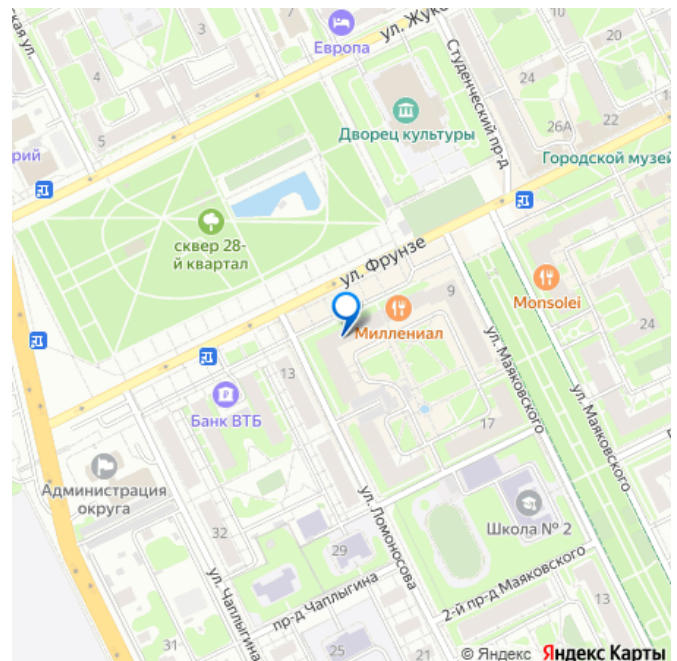 ул.
3
7
Европа
ул. Жук
4
5
24
22
26А
Студенческий пр-д
Дворец культуры
Городской музей
рий
сквер 28-
й квартал
ул. Фрунзе
9
Миллениал
Monsolei
24
13
Банк ВТБ
ул. Маяковского
ул. Маяковского
17
Администрация
округа
32
ул. Ломоносова
Школа № 2
29
ул. Чаплыгина
пр-д Чаплыгина
2-й пр-д Маяковского
13
31
25
21
© Яндекс Яндекс Карты